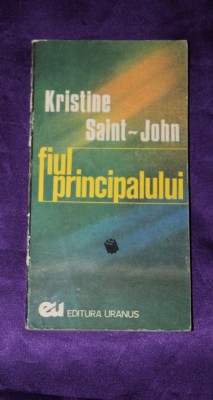 Kristine
Saint~John
fiul
principalului
eu EDITURA URANUS